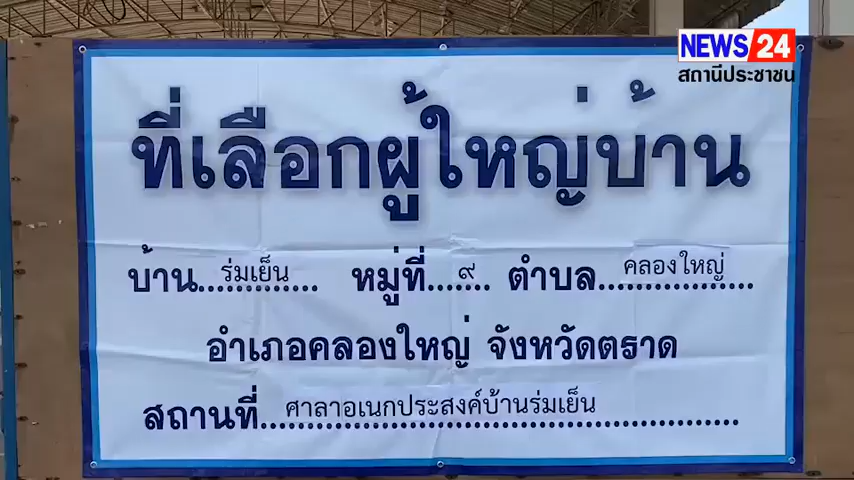 NEWS 24
สถานีประชาชน
ที่เลือกผู้ใหญ่บ้าน
บ้าน...ร่มเย็น....... หมู่ที่....๙.... ตำบล...คลองใหญ่......
อำเภอคลองใหญ่ จังหวัดตราด
สถานที่....ศาลาอเนกประสงค์บ้านร่มเย็น....................